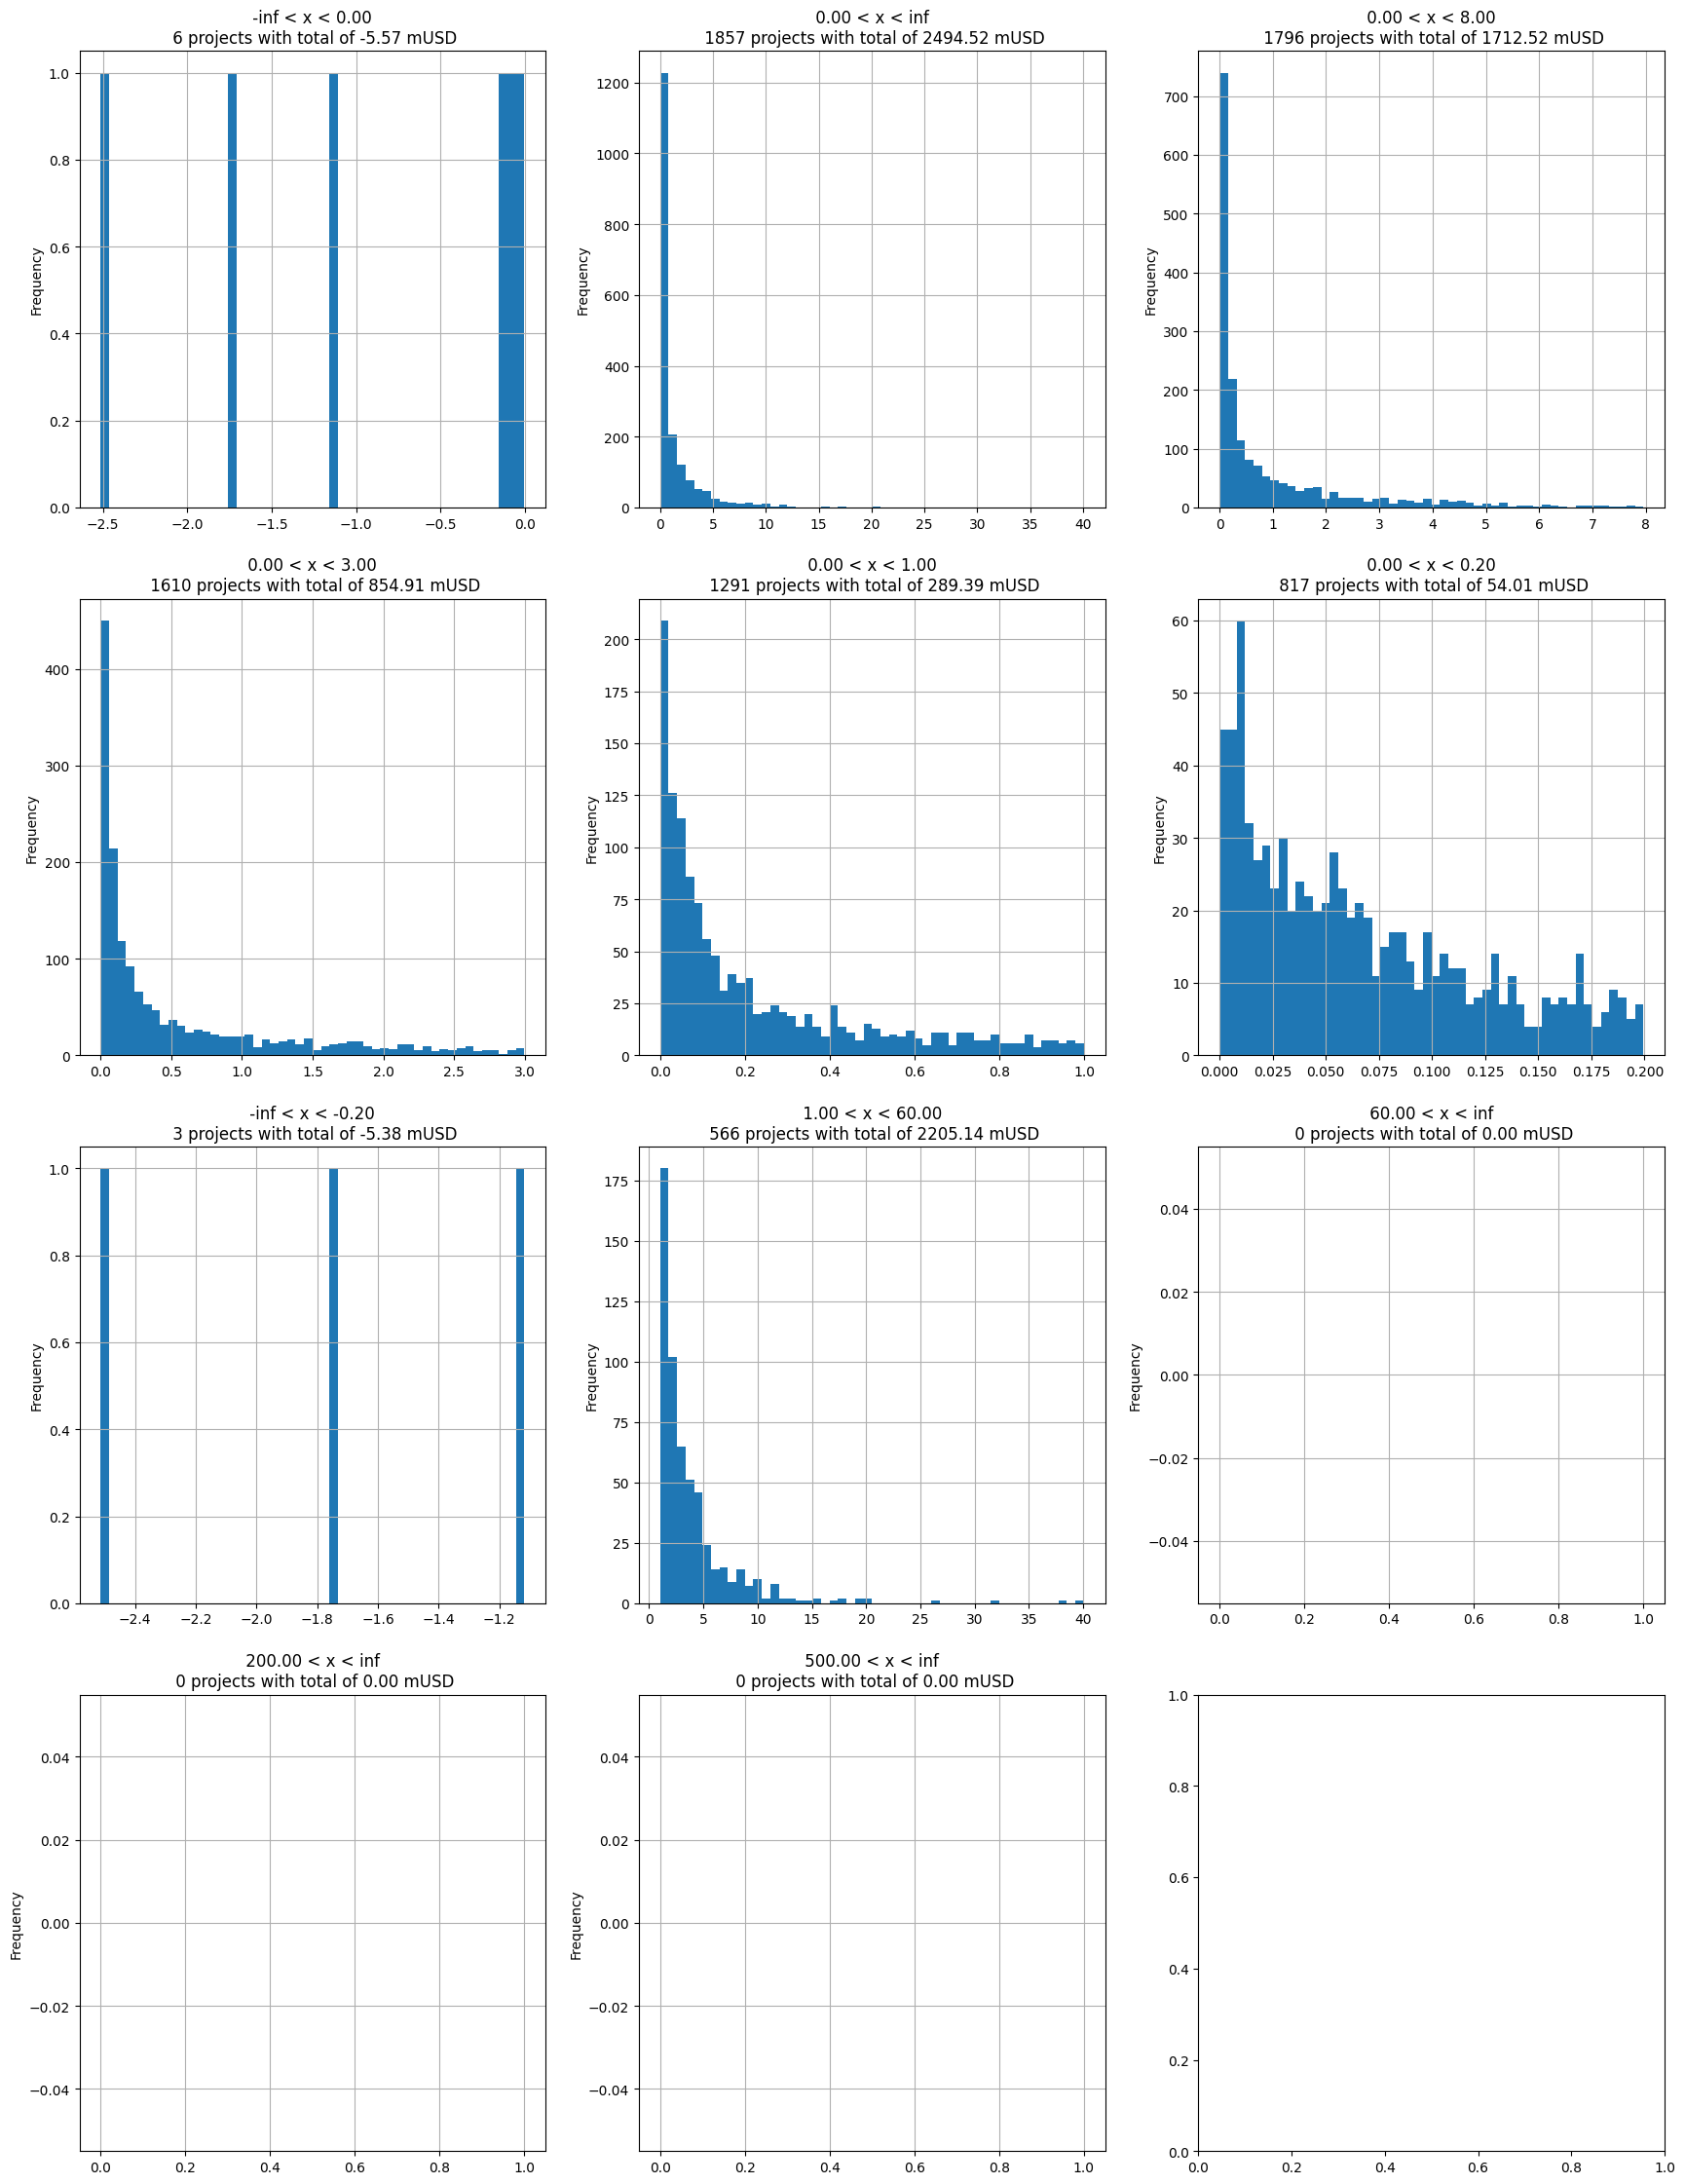 -inf < x < 0.00
6 projects with total of -5.57 mUSD
Frequency
1.0
0.8
0.6
0.4
0.2
0.0
−2.5 −2.0 −1.5 −1.0 −0.5 0.0
0.00 < x < inf
1857 projects with total of 2494.52 mUSD
Frequency
1200
1000
800
600
400
200
0
0 5 10 15 20 25 30 35 40
0.00 < x < 8.00
1796 projects with total of 1712.52 mUSD
Frequency
700
600
500
400
300
200
100
0
0 1 2 3 4 5 6 7 8
0.00 < x < 3.00
1610 projects with total of 854.91 mUSD
Frequency
400
300
200
100
0
0.0 0.5 1.0 1.5 2.0 2.5 3.0
0.00 < x < 1.00
1291 projects with total of 289.39 mUSD
Frequency
200
175
150
125
100
75
50
25
0
0.0 0.2 0.4 0.6 0.8 1.0
0.00 < x < 0.20
817 projects with total of 54.01 mUSD
Frequency
60
50
40
30
20
10
0
0.000 0.025 0.050 0.075 0.100 0.125 0.150 0.175 0.200
-inf < x < -0.20
3 projects with total of -5.38 mUSD
Frequency
1.0
0.8
0.6
0.4
0.2
0.0
−2.4 −2.2 −2.0 −1.8 −1.6 −1.4 −1.2
1.00 < x < 60.00
566 projects with total of 2205.14 mUSD
Frequency
175
150
125
100
75
50
25
0
0 5 10 15 20 25 30 35 40
60.00 < x < inf
0 projects with total of 0.00 mUSD
Frequency
0.04
0.02
0.00
−0.02
−0.04
0.0 0.2 0.4 0.6 0.8 1.0
200.00 < x < inf
0 projects with total of 0.00 mUSD
Frequency
0.04
0.02
0.00
−0.02
−0.04
0.0 0.2 0.4 0.6 0.8 1.0
500.00 < x < inf
0 projects with total of 0.00 mUSD
Frequency
0.04
0.02
0.00
−0.02
−0.04
0.0 0.2 0.4 0.6 0.8 1.0
1.0
0.8
0.6
0.4
0.2
0.0
0.0 0.2 0.4 0.6 0.8 1.0